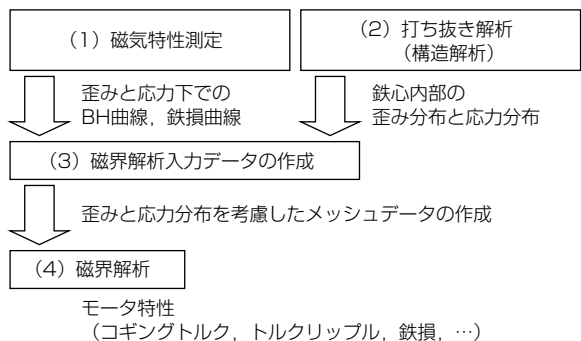 （1）磁気特性測定
（2）打ち抜き解析
（構造解析）
歪みと応力下での
BH曲線，鉄損曲線
鉄心内部の
歪み分布と応力分布
（3）磁界解析入力データの作成
歪みと応力分布を考慮したメッシュデータの作成
（4）磁界解析
モータ特性
（コギングトルク，トルクリップル，鉄損，…）